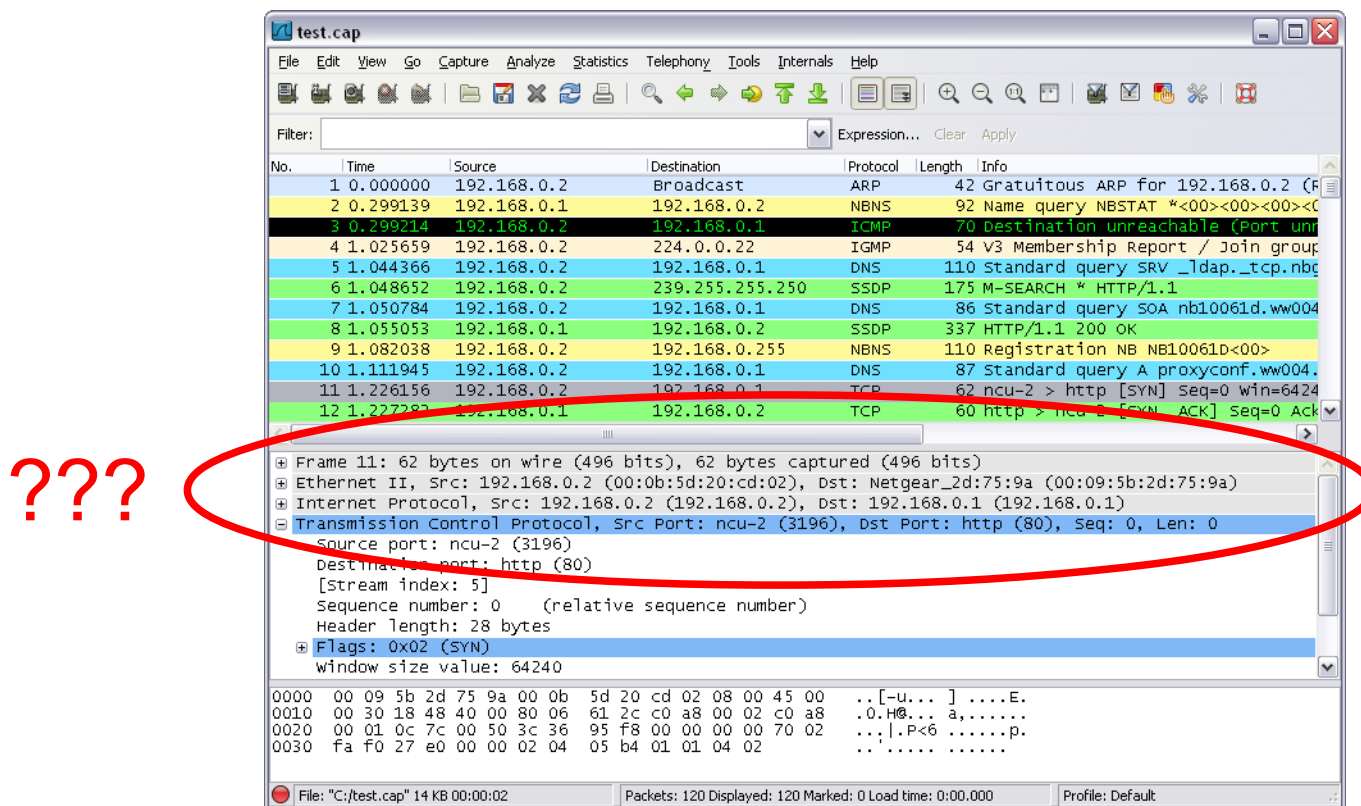 test.cap
File Edit View Go Capture Analyze Statistics Telephony Tools Internals Help
Filter: Expression... Clear Apply
No. Time Source Destination Protocol Length Info
1 0.000000 192.168.0.2 Broadcast ARP 42 Gratuitous ARP for 192.168.0.2 (R
2 0.299139 192.168.0.1 192.168.0.2 NBNS 92 Name query NBSTAT *<00><00><00><0
3 0.299214 192.168.0.2 192.168.0.1 ICMP 70 Destination unreachable (Port unr
4 1.025659 192.168.0.2 224.0.0.22 IGMP 54 V3 Membership Report / Join group
5 1.044366 192.168.0.2 192.168.0.1 DNS 110 Standard query SRV _ldap._tcp.nbg
6 1.048652 192.168.0.2 239.255.255.250 SSDP 175 M-SEARCH * HTTP/1.1
7 1.050784 192.168.0.2 192.168.0.1 DNS 86 Standard query SOA nb10061d.ww004
8 1.055053 192.168.0.1 192.168.0.2 SSDP 337 HTTP/1.1 200 OK
9 1.082038 192.168.0.2 192.168.0.255 NBNS 110 Registration NB NB10061D<00>
10 1.111945 192.168.0.2 192.168.0.1 DNS 87 Standard query A proxyconf.ww004.
11 1.226156 192.168.0.2 192.168.0.1 TCP 62 ncu-2 > http [SYN] Seq=0 Win=6424
12 1.227282 192.168.0.1 192.168.0.2 TCP 60 http > ncu-2 [SYN, ACK] Seq=0 Ack
???
Frame 11: 62 bytes on wire (496 bits), 62 bytes captured (496 bits)
Ethernet II, Src: 192.168.0.2 (00:0b:5d:20:cd:02), Dst: Netgear_2d:75:9a (00:09:5b:2d:75:9a)
Internet Protocol, Src: 192.168.0.2 (192.168.0.2), Dst: 192.168.0.1 (192.168.0.1)
Transmission Control Protocol, Src Port: ncu-2 (3196), Dst Port: http (80), Seq: 0, Len: 0
Source port: ncu-2 (3196)
Destination port: http (80)
[Stream index: 5]
Sequence number: 0 (relative sequence number)
Header length: 28 bytes
Flags: 0x02 (SYN)
Window size value: 64240
0000 00 09 5b 2d 75 9a 00 0b 5d 20 cd 02 08 00 45 00 ..[-u... ] ....E.
0010 00 30 18 48 40 00 80 06 61 2c c0 a8 00 02 c0 a8 .0.H@... a,......
0020 00 01 0c 7c 00 50 3c 36 95 f8 00 00 00 00 70 02 ...|.P<6 ......p.
0030 fa f0 27 e0 00 00 02 04 05 b4 01 01 04 02 ..'..... ......
File: "C:/test.cap" 14 KB 00:00:02 Packets: 120 Displayed: 120 Marked: 0 Load time: 0:00.000 Profile: Default